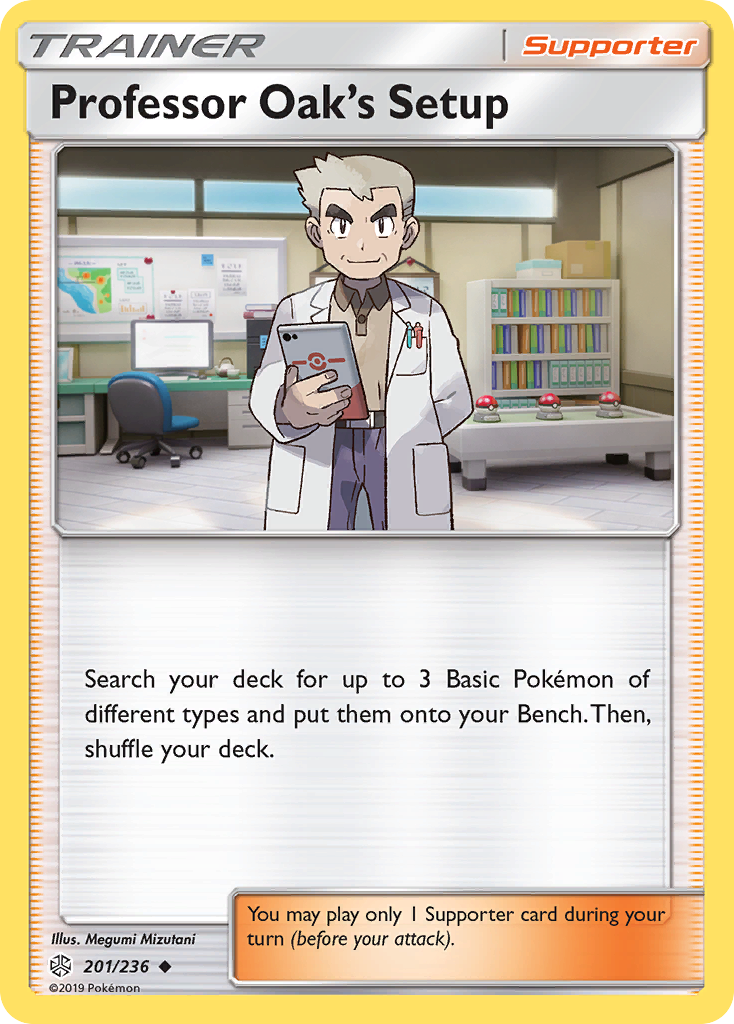 TRAINER
Supporter
Professor Oak's Setup
Search your deck for up to 3 Basic Pokémon of
different types and put them onto your Bench. Then,
shuffle your deck.
You may play only 1 Supporter card during your
turn (before your attack).
Illus. Megumi Mizutani
201/236
©2019 Pokémon